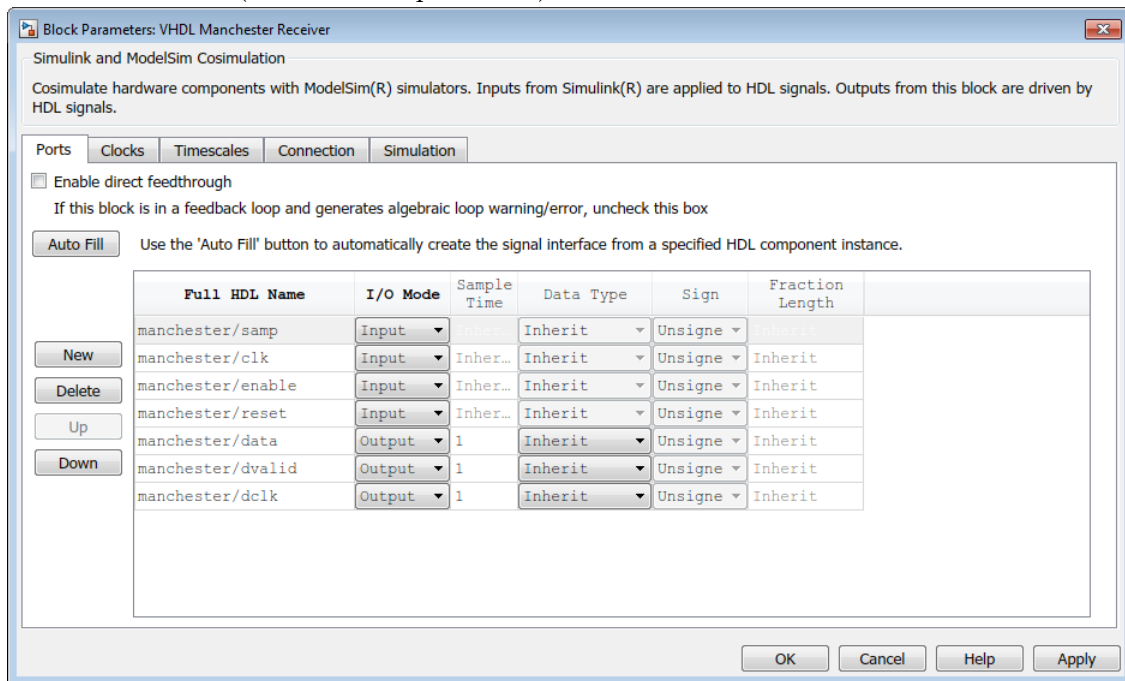 Block Parameters: VHDL Manchester Receiver
Simulink and ModelSim Cosimulation
Cosimulate hardware components with ModelSim(R) simulators. Inputs from Simulink(R) are applied to HDL signals. Outputs from this block are driven by
HDL signals.
Ports Clocks Timescales Connection Simulation
Enable direct feedthrough
If this block is in a feedback loop and generates algebraic loop warning/error, uncheck this box
Auto Fill Use the 'Auto Fill' button to automatically create the signal interface from a specified HDL component instance.
Full HDL Name I/O Mode Sample Time Data Type Sign Fraction Length
manchester/samp Input Inher... Inherit Unsigne Inherit
New manchester/clk Input Inher... Inherit Unsigne Inherit
Delete manchester/enable Input Inher... Inherit Unsigne Inherit
Up manchester/reset Input Inher... Inherit Unsigne Inherit
manchester/data Output 1 Inherit Unsigne Inherit
Down manchester/dvalid Output 1 Inherit Unsigne Inherit
manchester/dclk Output 1 Inherit Unsigne Inherit
OK Cancel Help Apply